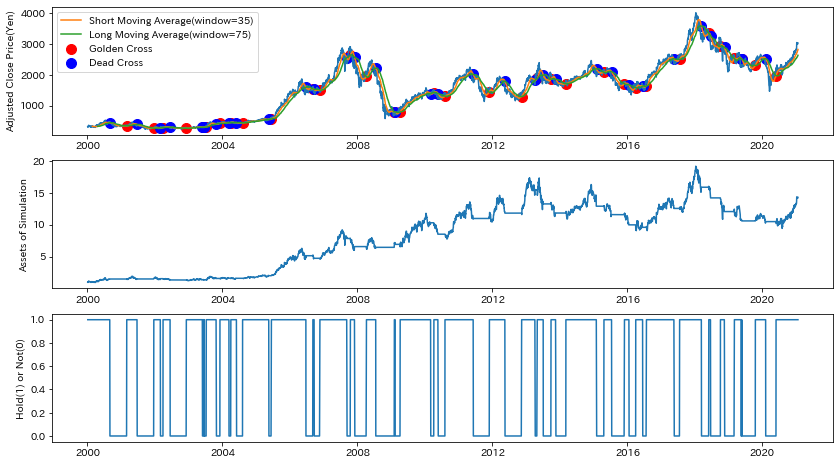 Adjusted Close Price(Yen)
4000
3000
2000
1000
Short Moving Average(window=35)
Long Moving Average(window=75)
Golden Cross
Dead Cross
2000 2004 2008 2012 2016 2020
Assets of Simulation
20
15
10
5
2000 2004 2008 2012 2016 2020
Hold(1) or Not(0)
1.0
0.8
0.6
0.4
0.2
0.0
2000 2004 2008 2012 2016 2020